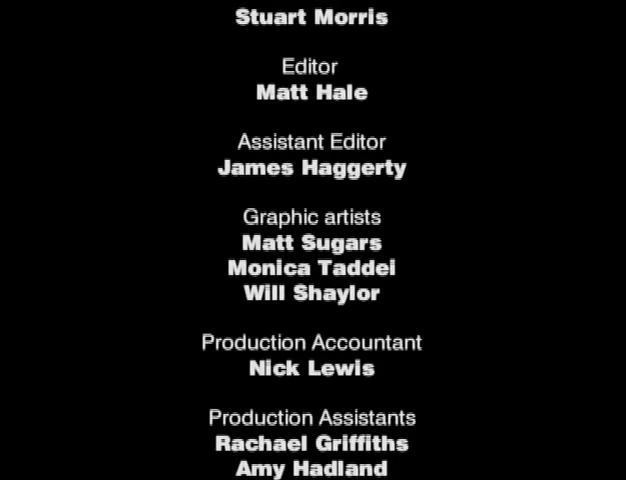 Stuart Morris
Editor
Matt Hale
Assistant Editor
James Haggerty
Graphic artists
Matt Sugars
Monica Taddei
Will Shaylor
Production Accountant
Nick Lewis
Production Assistants
Rachael Griffiths
Amy Hadland